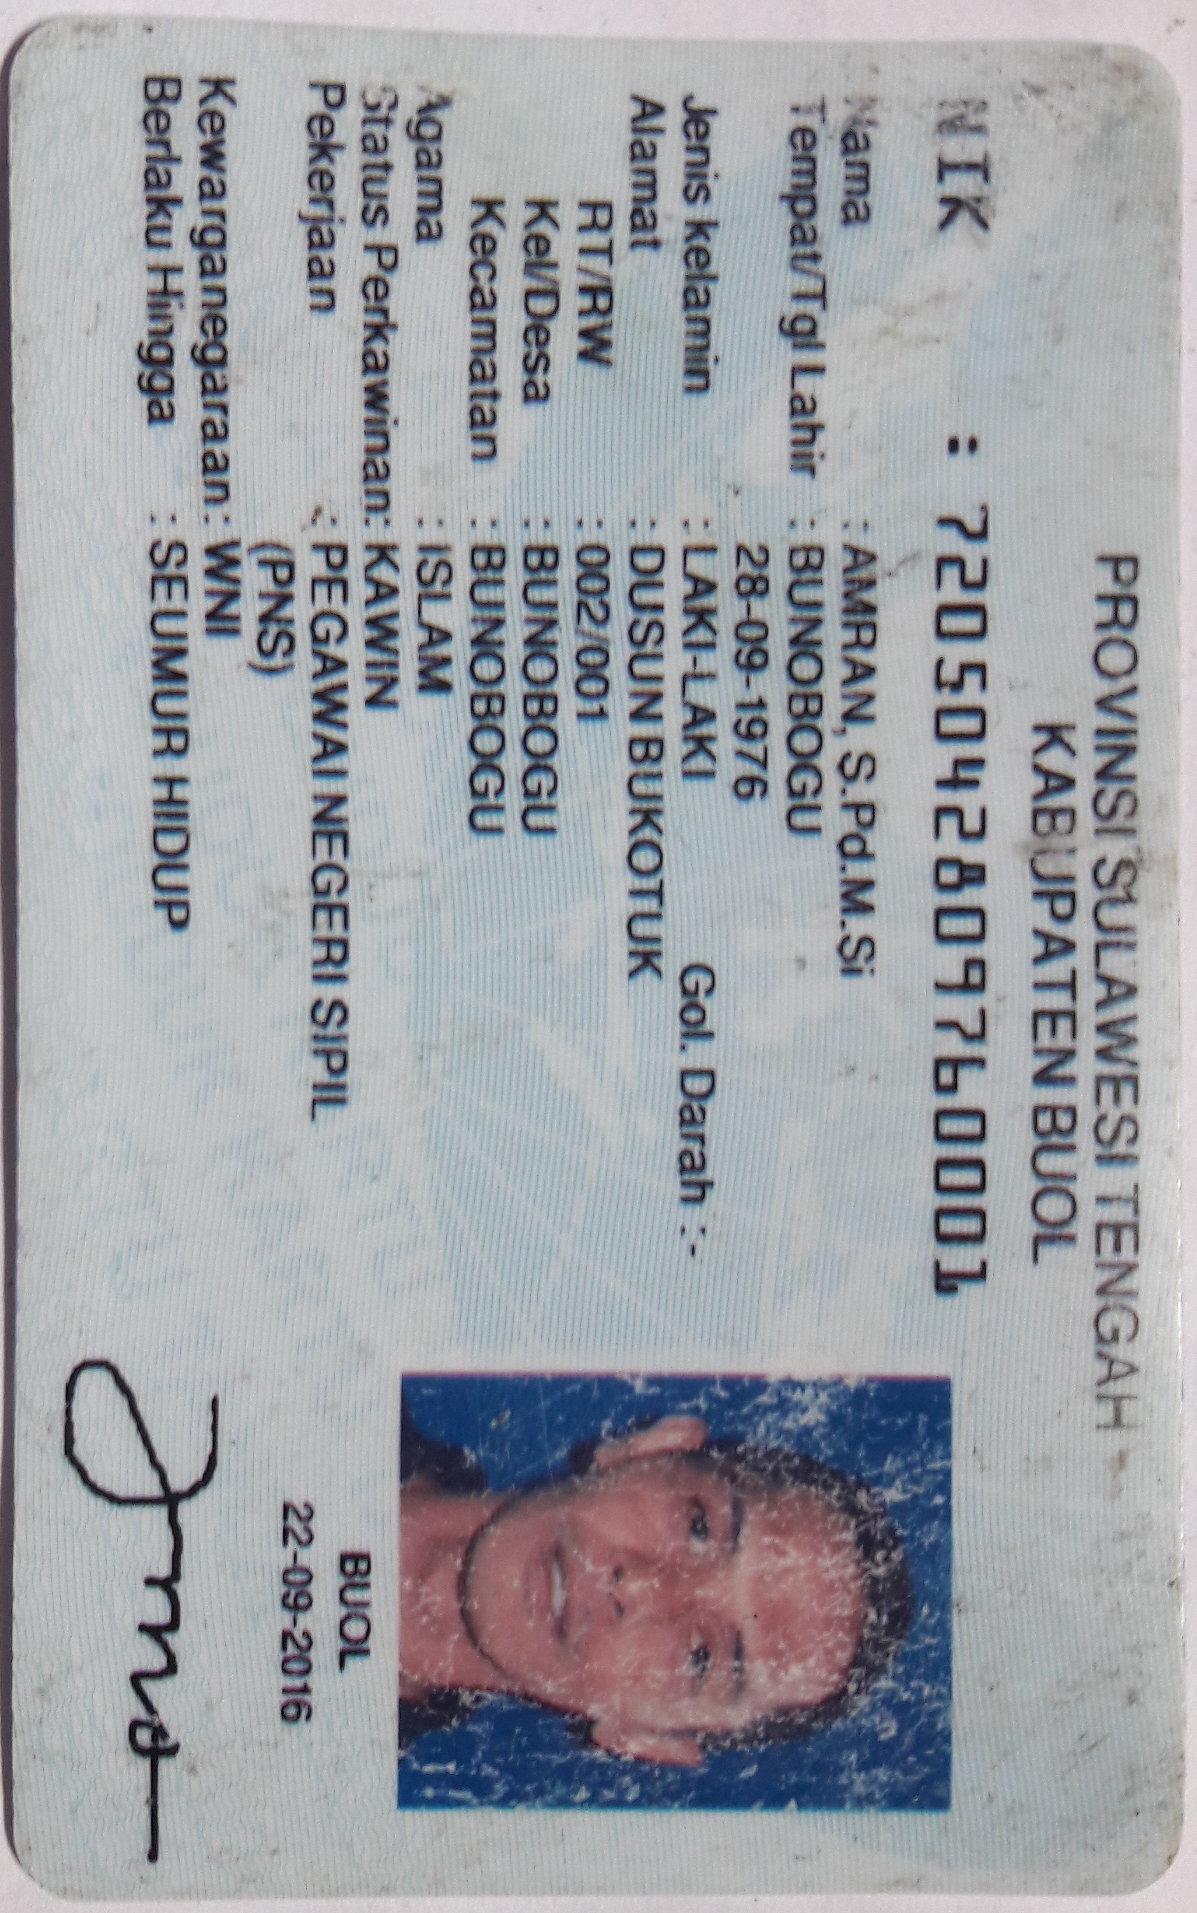 PROVINSI SULAWESI TENGAH
KABUPATEN BUOL
NIK : 7205042809760001
Nama : AMRAN, S.Pd.M.Si
Tempat/Tgl Lahir : BUNOBOGU
28-09-1976
Jenis kelamin : LAKI-LAKI Gol. Darah :-
Alamat : DUSUN BUKOTUK
RT/RW : 002/001
Kel/Desa : BUNOBOGU
Kecamatan : BUNOBOGU
Agama : ISLAM
Status Perkawinan: KAWIN
Pekerjaan : PEGAWAI NEGERI SIPIL
(PNS)
Kewarganegaraan: WNI
Berlaku Hingga : SEUMUR HIDUP
BUOL
22-09-2016